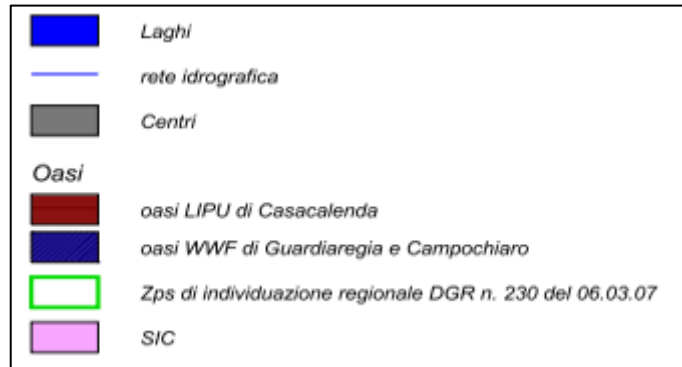 Laghi
rete idrografica
Centri
Oasi
oasi LIPU di Casacalenda
oasi WWF di Guardiaregia e Campochiaro
Zps di individuazione regionale DGR n. 230 del 06.03.07
SIC